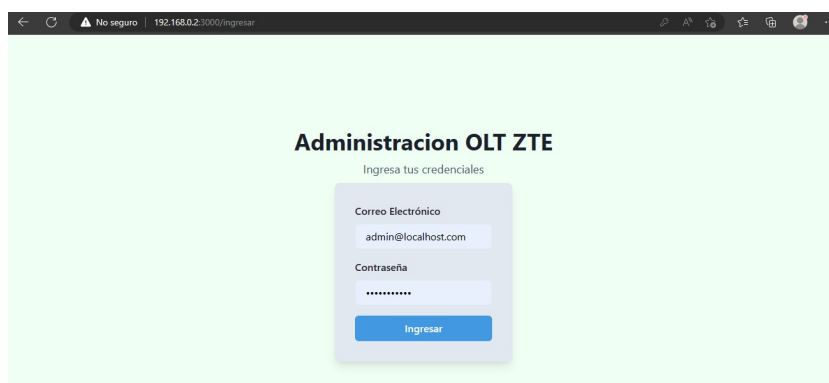 No seguro | 192.168.0.2:3000/ingresar
Administracion OLT ZTE
Ingresa tus credenciales
Correo Electrónico
admin@localhost.com
Contraseña
•••••••••••
Ingresar